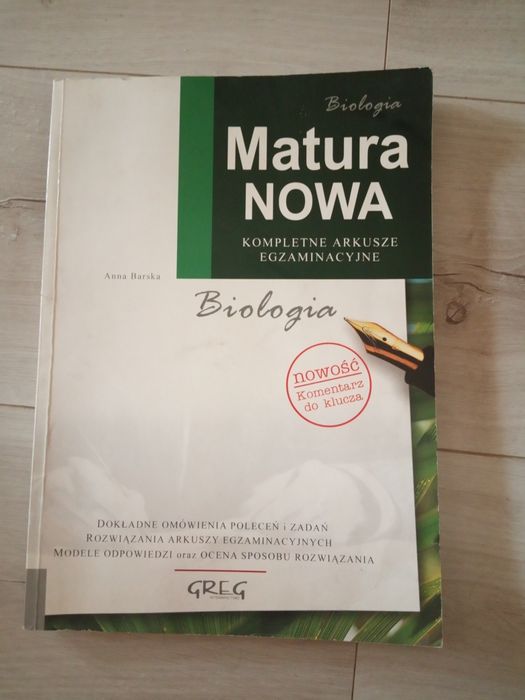 Biologia
Matura
NOWA
KOMPLETNE ARKUSZE
EGZAMINACYJNE
Anna Barska
Biologia
nowość
Komentarz
do klucza
DOKŁADNE OMÓWIENIA POLECEŃ i ZADAŃ
ROZWIĄZANIA ARKUSZY EGZAMINACYJNYCH
MODELE ODPOWIEDZI oraz OCENA SPOSOBU ROZWIĄZANIA
GREG
WYDAWNICTWO